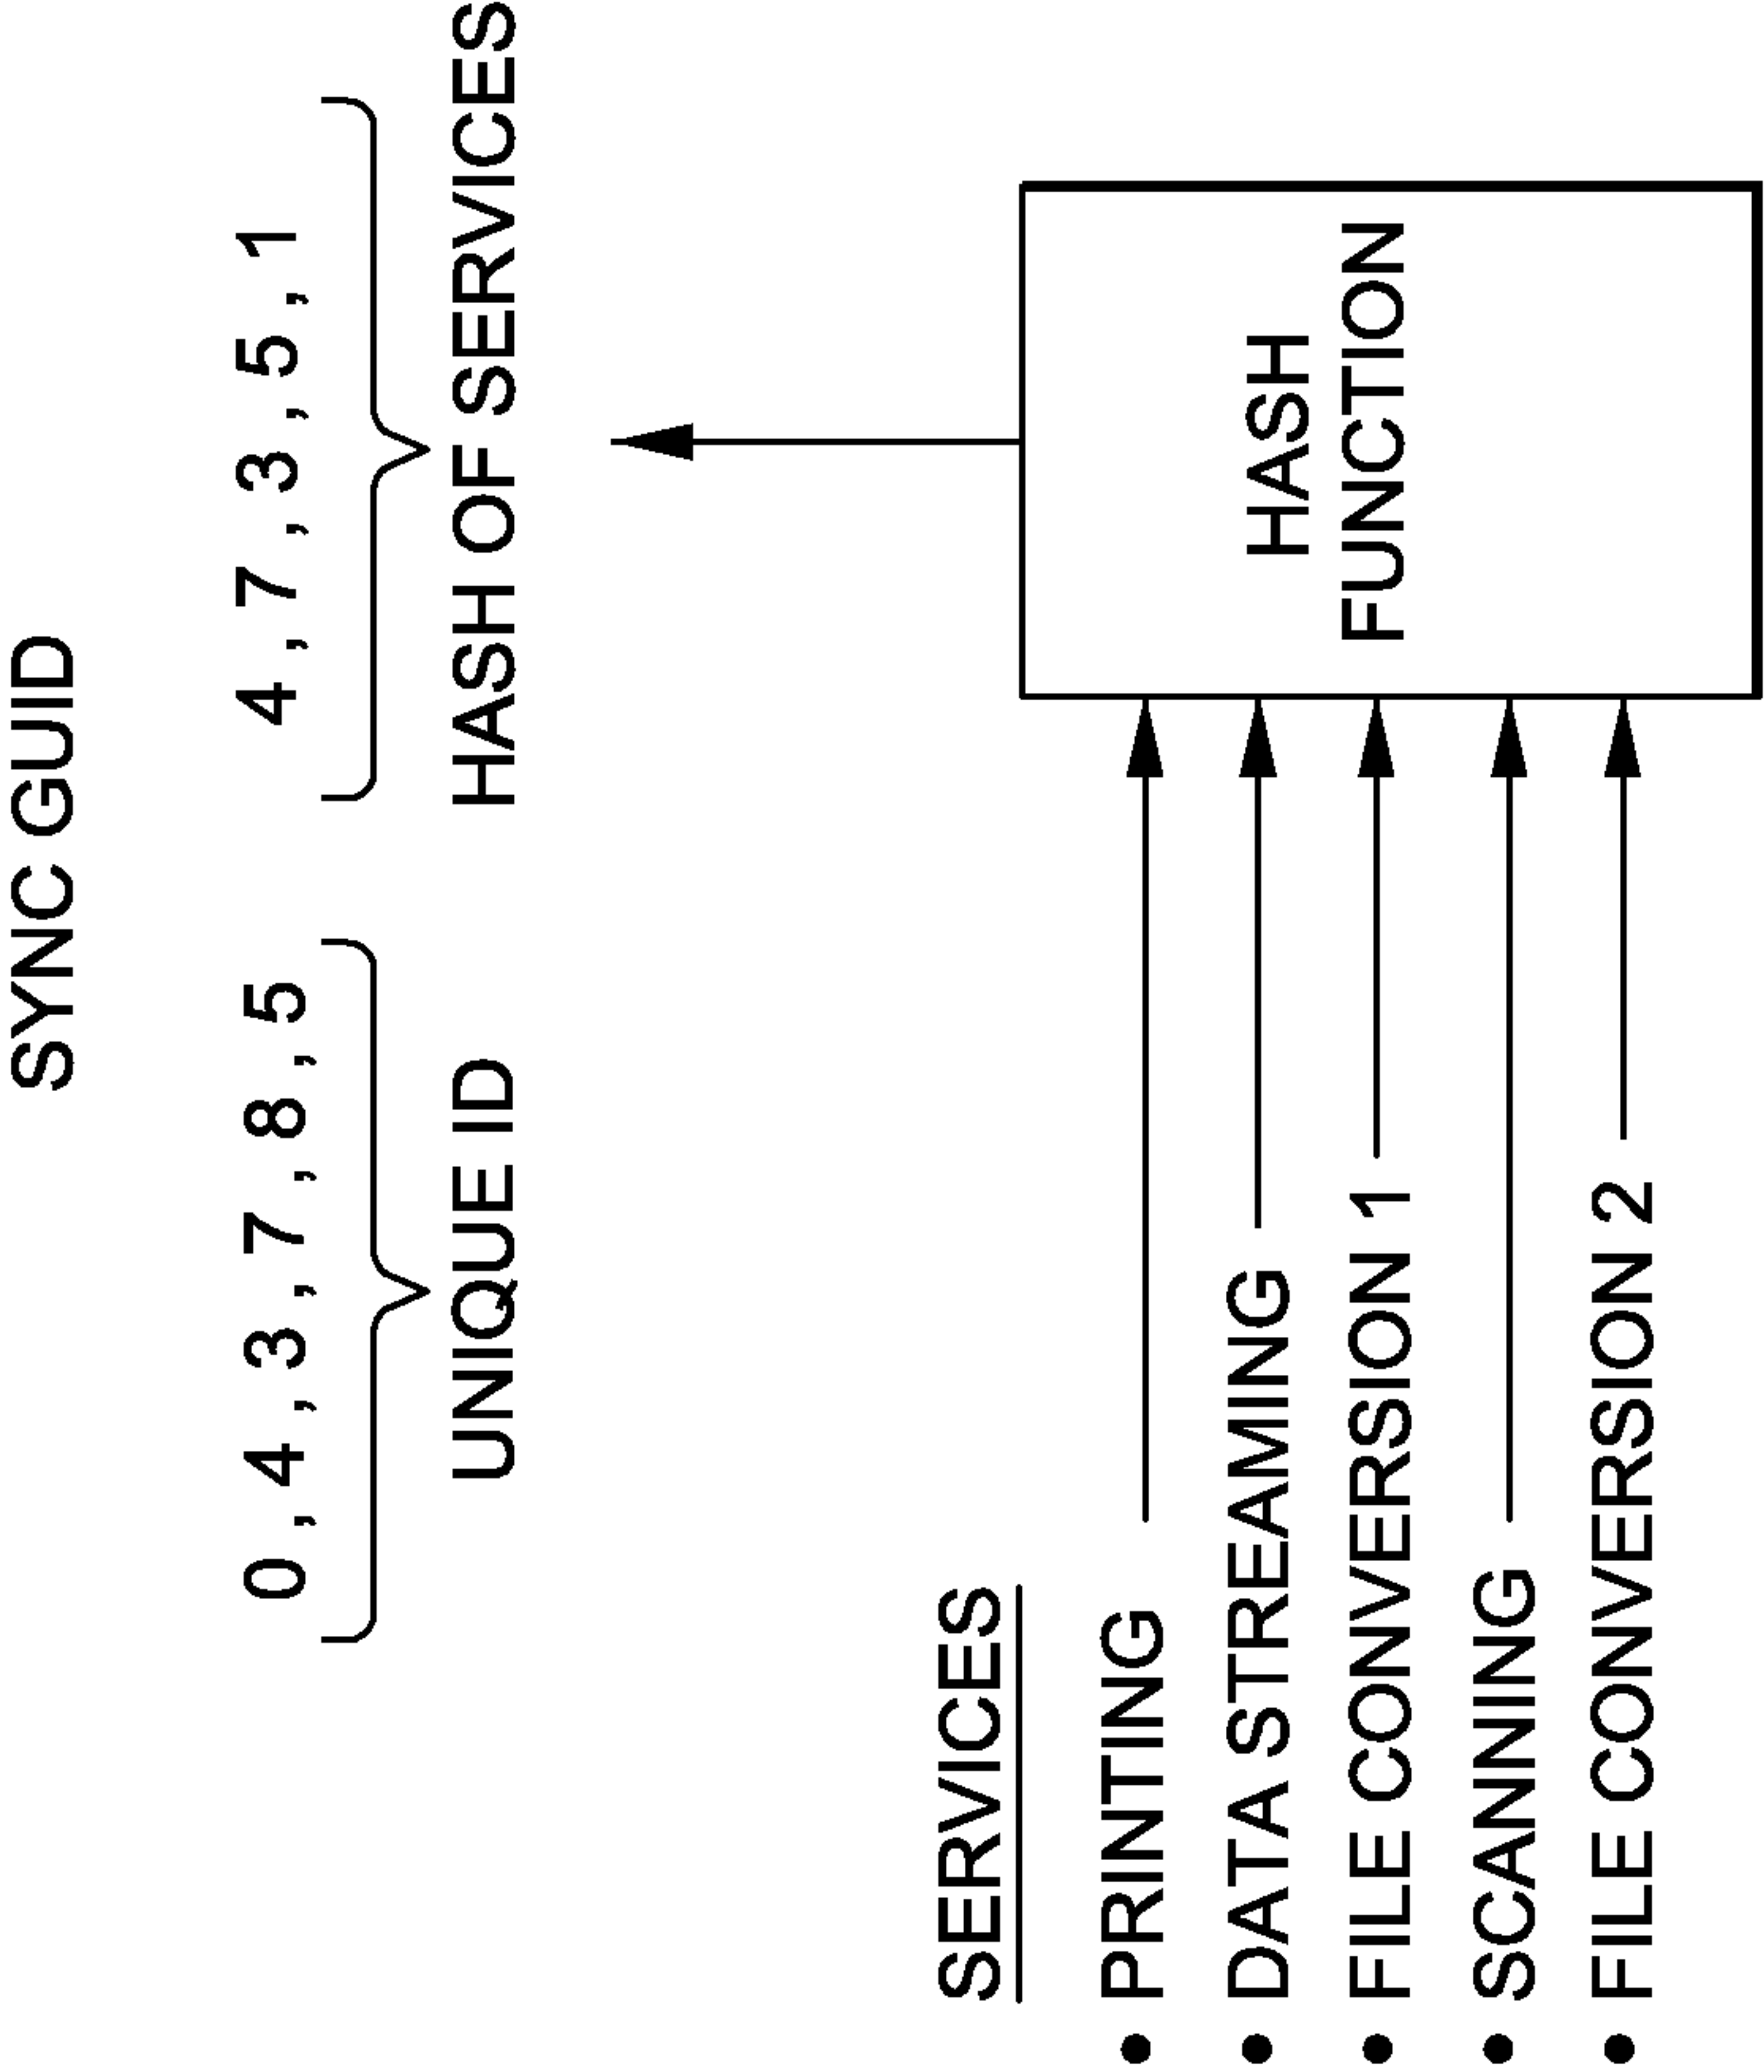 SYNC GUID
0 , 4 , 3 , 7 , 8 , 5
4 , 7 , 3 , 5 , 1
UNIQUE ID
HASH OF SERVICES
SERVICES
• PRINTING
• DATA STREAMING
• FILE CONVERSION 1
• SCANNING
• FILE CONVERSION 2
HASH
FUNCTION